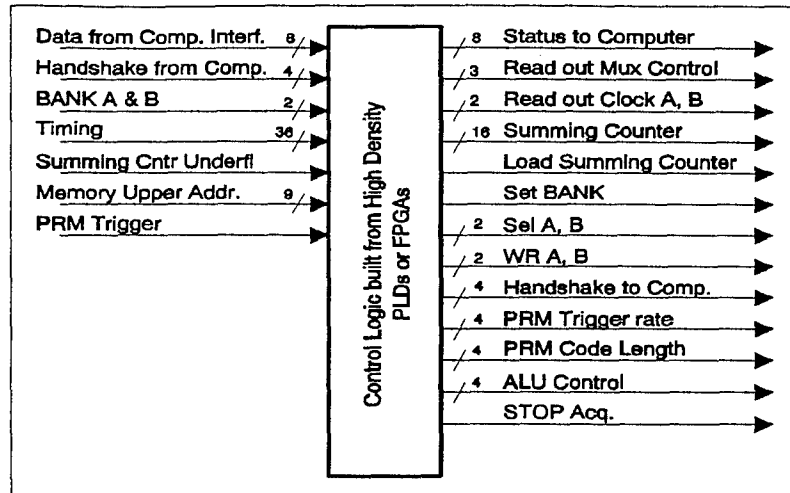 Data from Comp. Interf. 6
Handshake from Comp. 4
BANK A & B 2
Timing 36
Summing Cntr Underfl
Memory Upper Addr. 9
PRM Trigger
Control Logic built from High Density
PLDs or FPGAs
8 Status to Computer
3 Read out Mux Control
2 Read out Clock A, B
16 Summing Counter
Load Summing Counter
Set BANK
2 Sel A, B
2 WR A, B
4 Handshake to Comp.
4 PRM Trigger rate
4 PRM Code Length
4 ALU Control
STOP Acq.